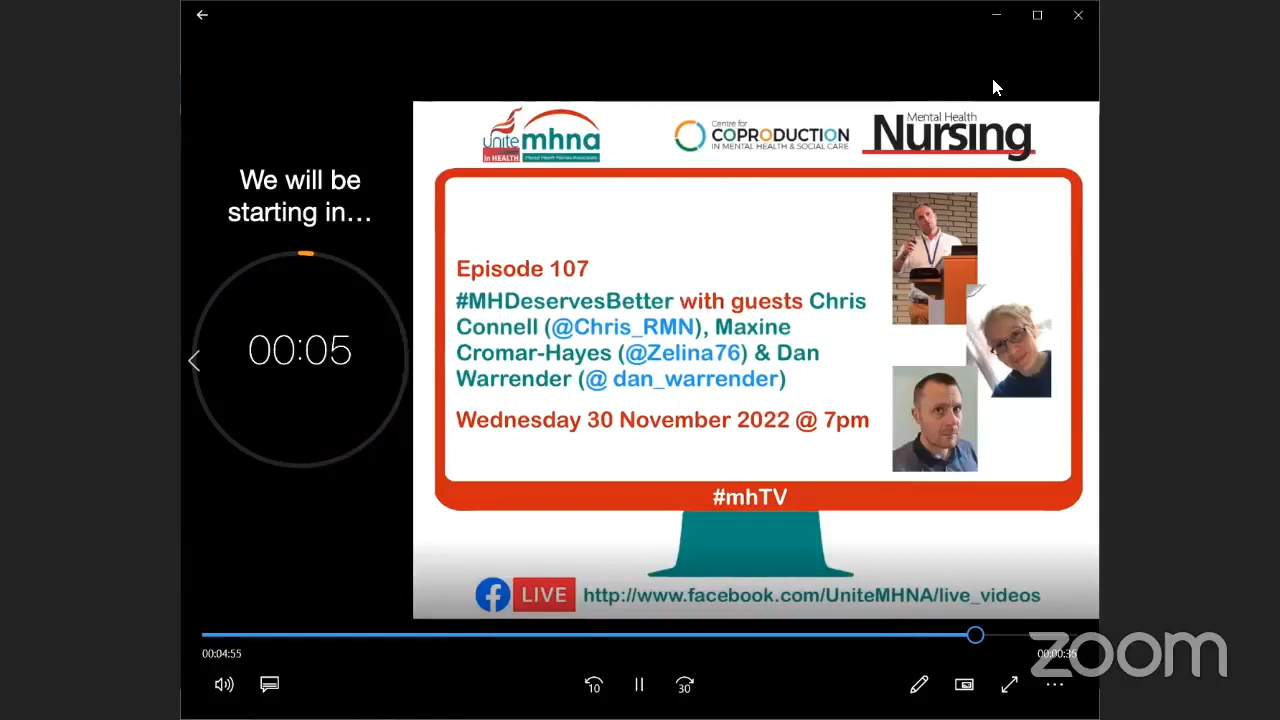 We will be
starting in...
00:05
unite
in HEALTH
mhna
Mental Health Nurses Association
Centre for
COPRODUCTION
IN MENTAL HEALTH & SOCIAL CARE
Mental Health
Nursing
Episode 107
#MHDeservesBetter with guests Chris
Connell (@Chris_RMN), Maxine
Cromar-Hayes (@Zelina76) & Dan
Warrender (@ dan_warrender)
Wednesday 30 November 2022 @ 7pm
#mhTV
LIVE http://www.facebook.com/UniteMHNA/live_videos
00:04:55
10
30
zoom